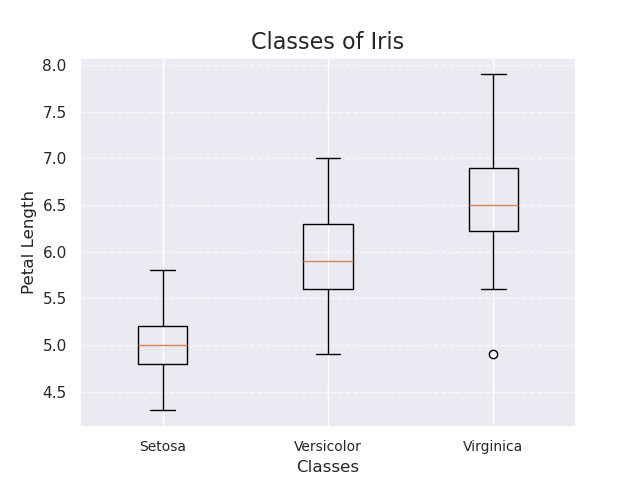 Classes of Iris
8.0
7.5
7.0
6.5
6.0
5.5
5.0
4.5
Petal Length
Setosa Versicolor Virginica
Classes